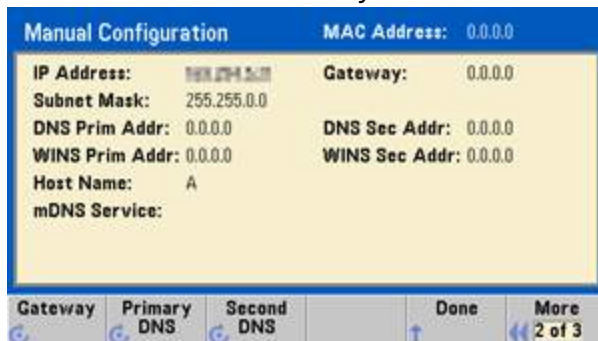 Manual Configuration MAC Address: 0.0.0.0
IP Address: Gateway: 0.0.0.0
Subnet Mask: 255.255.0.0
DNS Prim Addr: 0.0.0.0 DNS Sec Addr: 0.0.0.0
WINS Prim Addr: 0.0.0.0 WINS Sec Addr: 0.0.0.0
Host Name: A
mDNS Service:
Gateway Primary DNS Second DNS Done More
2 of 3